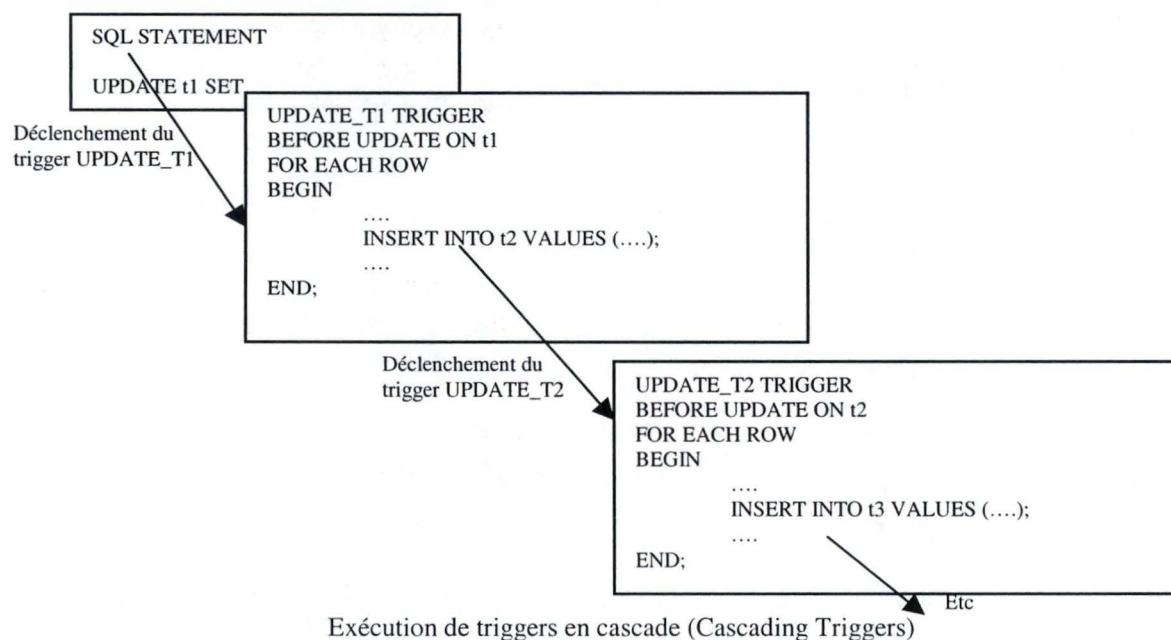 SQL STATEMENT
UPDATE t1 SET
Déclenchement du
trigger UPDATE_T1
UPDATE_T1 TRIGGER
BEFORE UPDATE ON t1
FOR EACH ROW
BEGIN
....
INSERT INTO t2 VALUES (....);
....
END;
Déclenchement du
trigger UPDATE_T2
UPDATE_T2 TRIGGER
BEFORE UPDATE ON t2
FOR EACH ROW
BEGIN
....
INSERT INTO t3 VALUES (....);
....
END;
Etc
Exécution de triggers en cascade (Cascading Triggers)